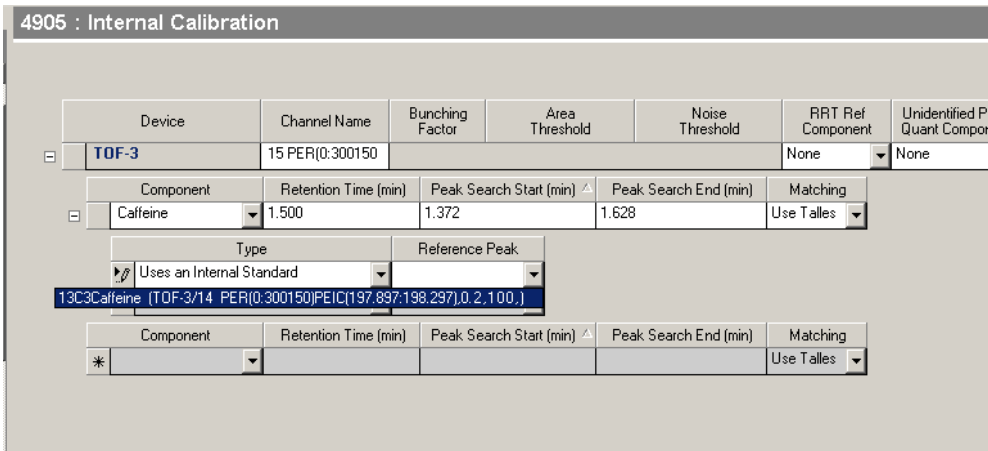 4905 : Internal Calibration
Device Channel Name Bunching Factor Area Threshold Noise Threshold RRT Ref Component Unidentified P Quant Compor
TOF-3 15 PER(0:300150 None None
Component Retention Time (min) Peak Search Start (min) Peak Search End (min) Matching
Caffeine 1.500 1.372 1.628 Use Talles
Type Reference Peak
Uses an Internal Standard
13C3Caffeine (TOF-3/14 PER(0:300150)PEIC(197.897:198.297),0.2,100,)
Component Retention Time (min) Peak Search Start (min) Peak Search End (min) Matching
Use Talles